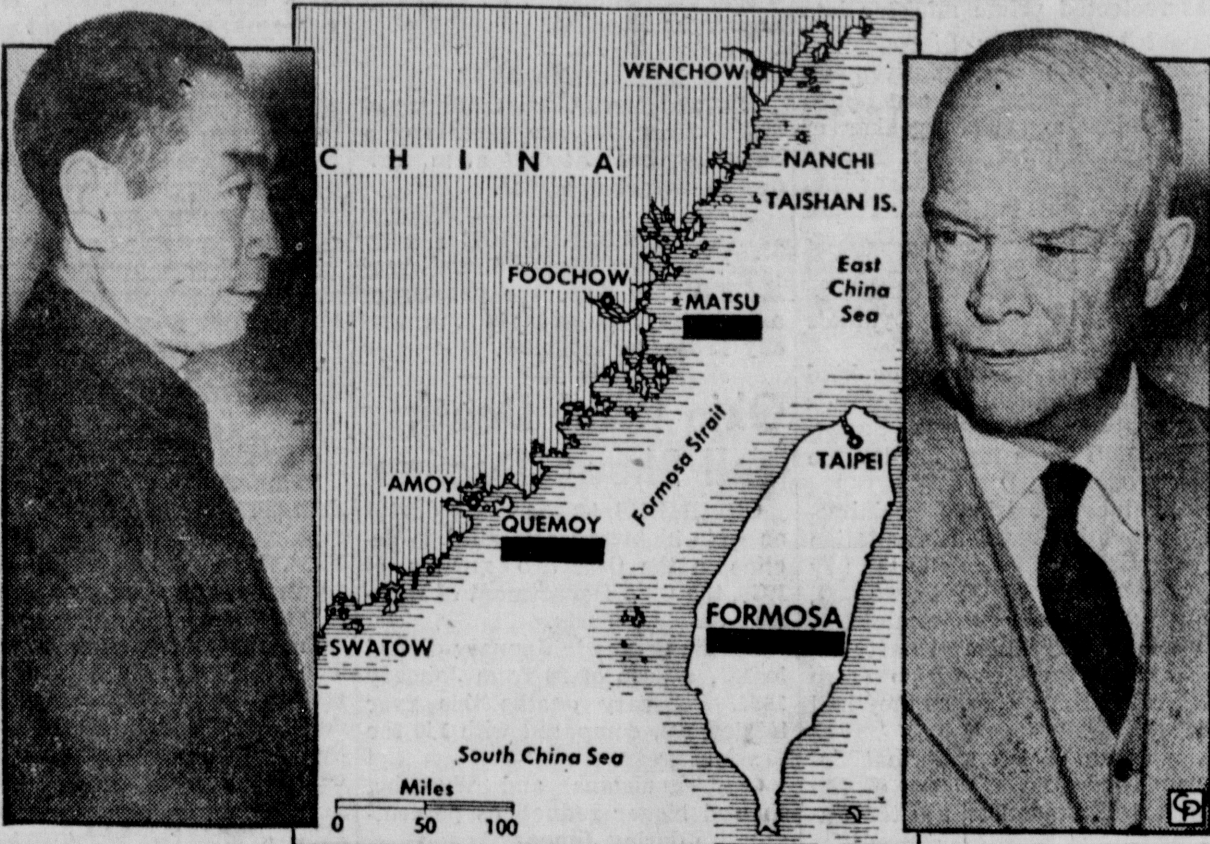 WENCHOW
CHINA
NANCHI
TAISHAN IS.
FOOCHOW
East
China
Sea
MATSU
Formosa Strait
TAIPEI
AMOY
QUEMOY
FORMOSA
SWATOW
South China Sea
Miles
0 50 100
CP